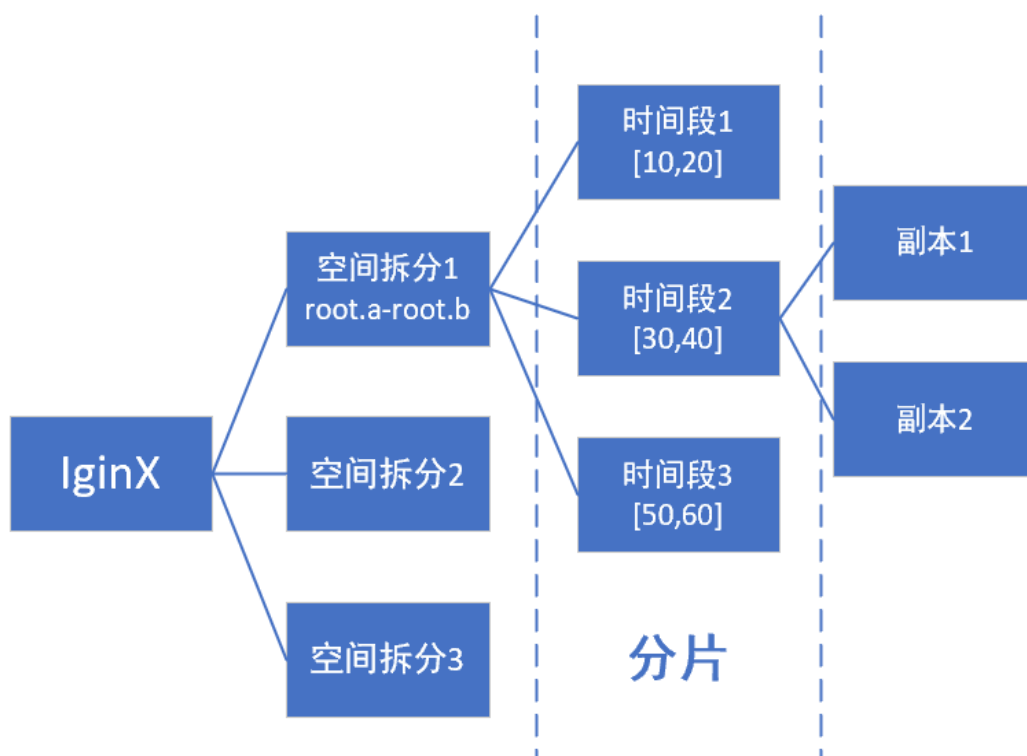 IginX
空间拆分1
root.a-root.b
空间拆分2
空间拆分3
时间段1
[10,20]
时间段2
[30,40]
时间段3
[50,60]
分片
副本1
副本2